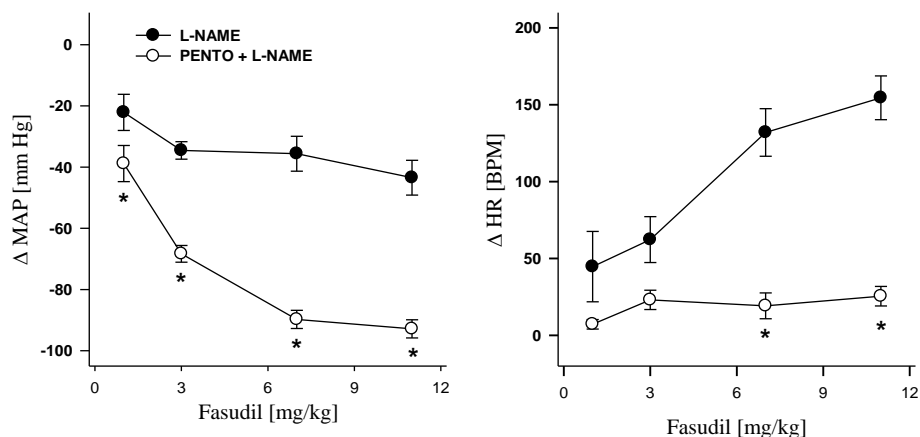 L-NAME
PENTO + L-NAME
Δ MAP [mm Hg]
0
-20
-40
-60
-80
-100
* * * *
0 3 6 9 12
Fasudil [mg/kg]
Δ HR [BPM]
200
150
100
50
0
* *
0 3 6 9 12
Fasudil [mg/kg]